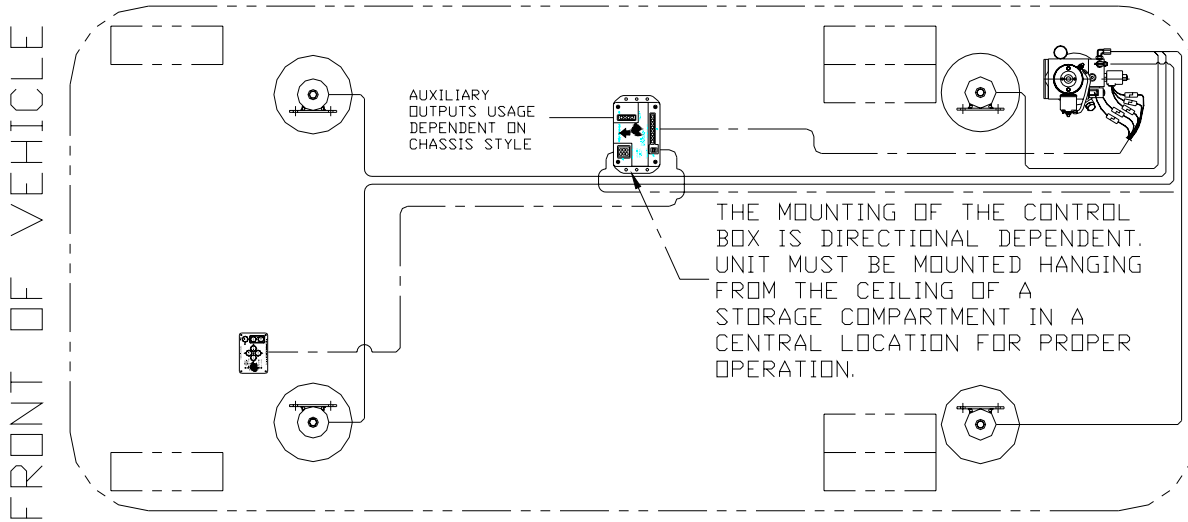 FRONT OF VEHICLE
AUXILIARY
OUTPUTS USAGE
DEPENDENT ON
CHASSIS STYLE
THE MOUNTING OF THE CONTROL
BOX IS DIRECTIONAL DEPENDENT.
UNIT MUST BE MOUNTED HANGING
FROM THE CEILING OF A
STORAGE COMPARTMENT IN A
CENTRAL LOCATION FOR PROPER
OPERATION.